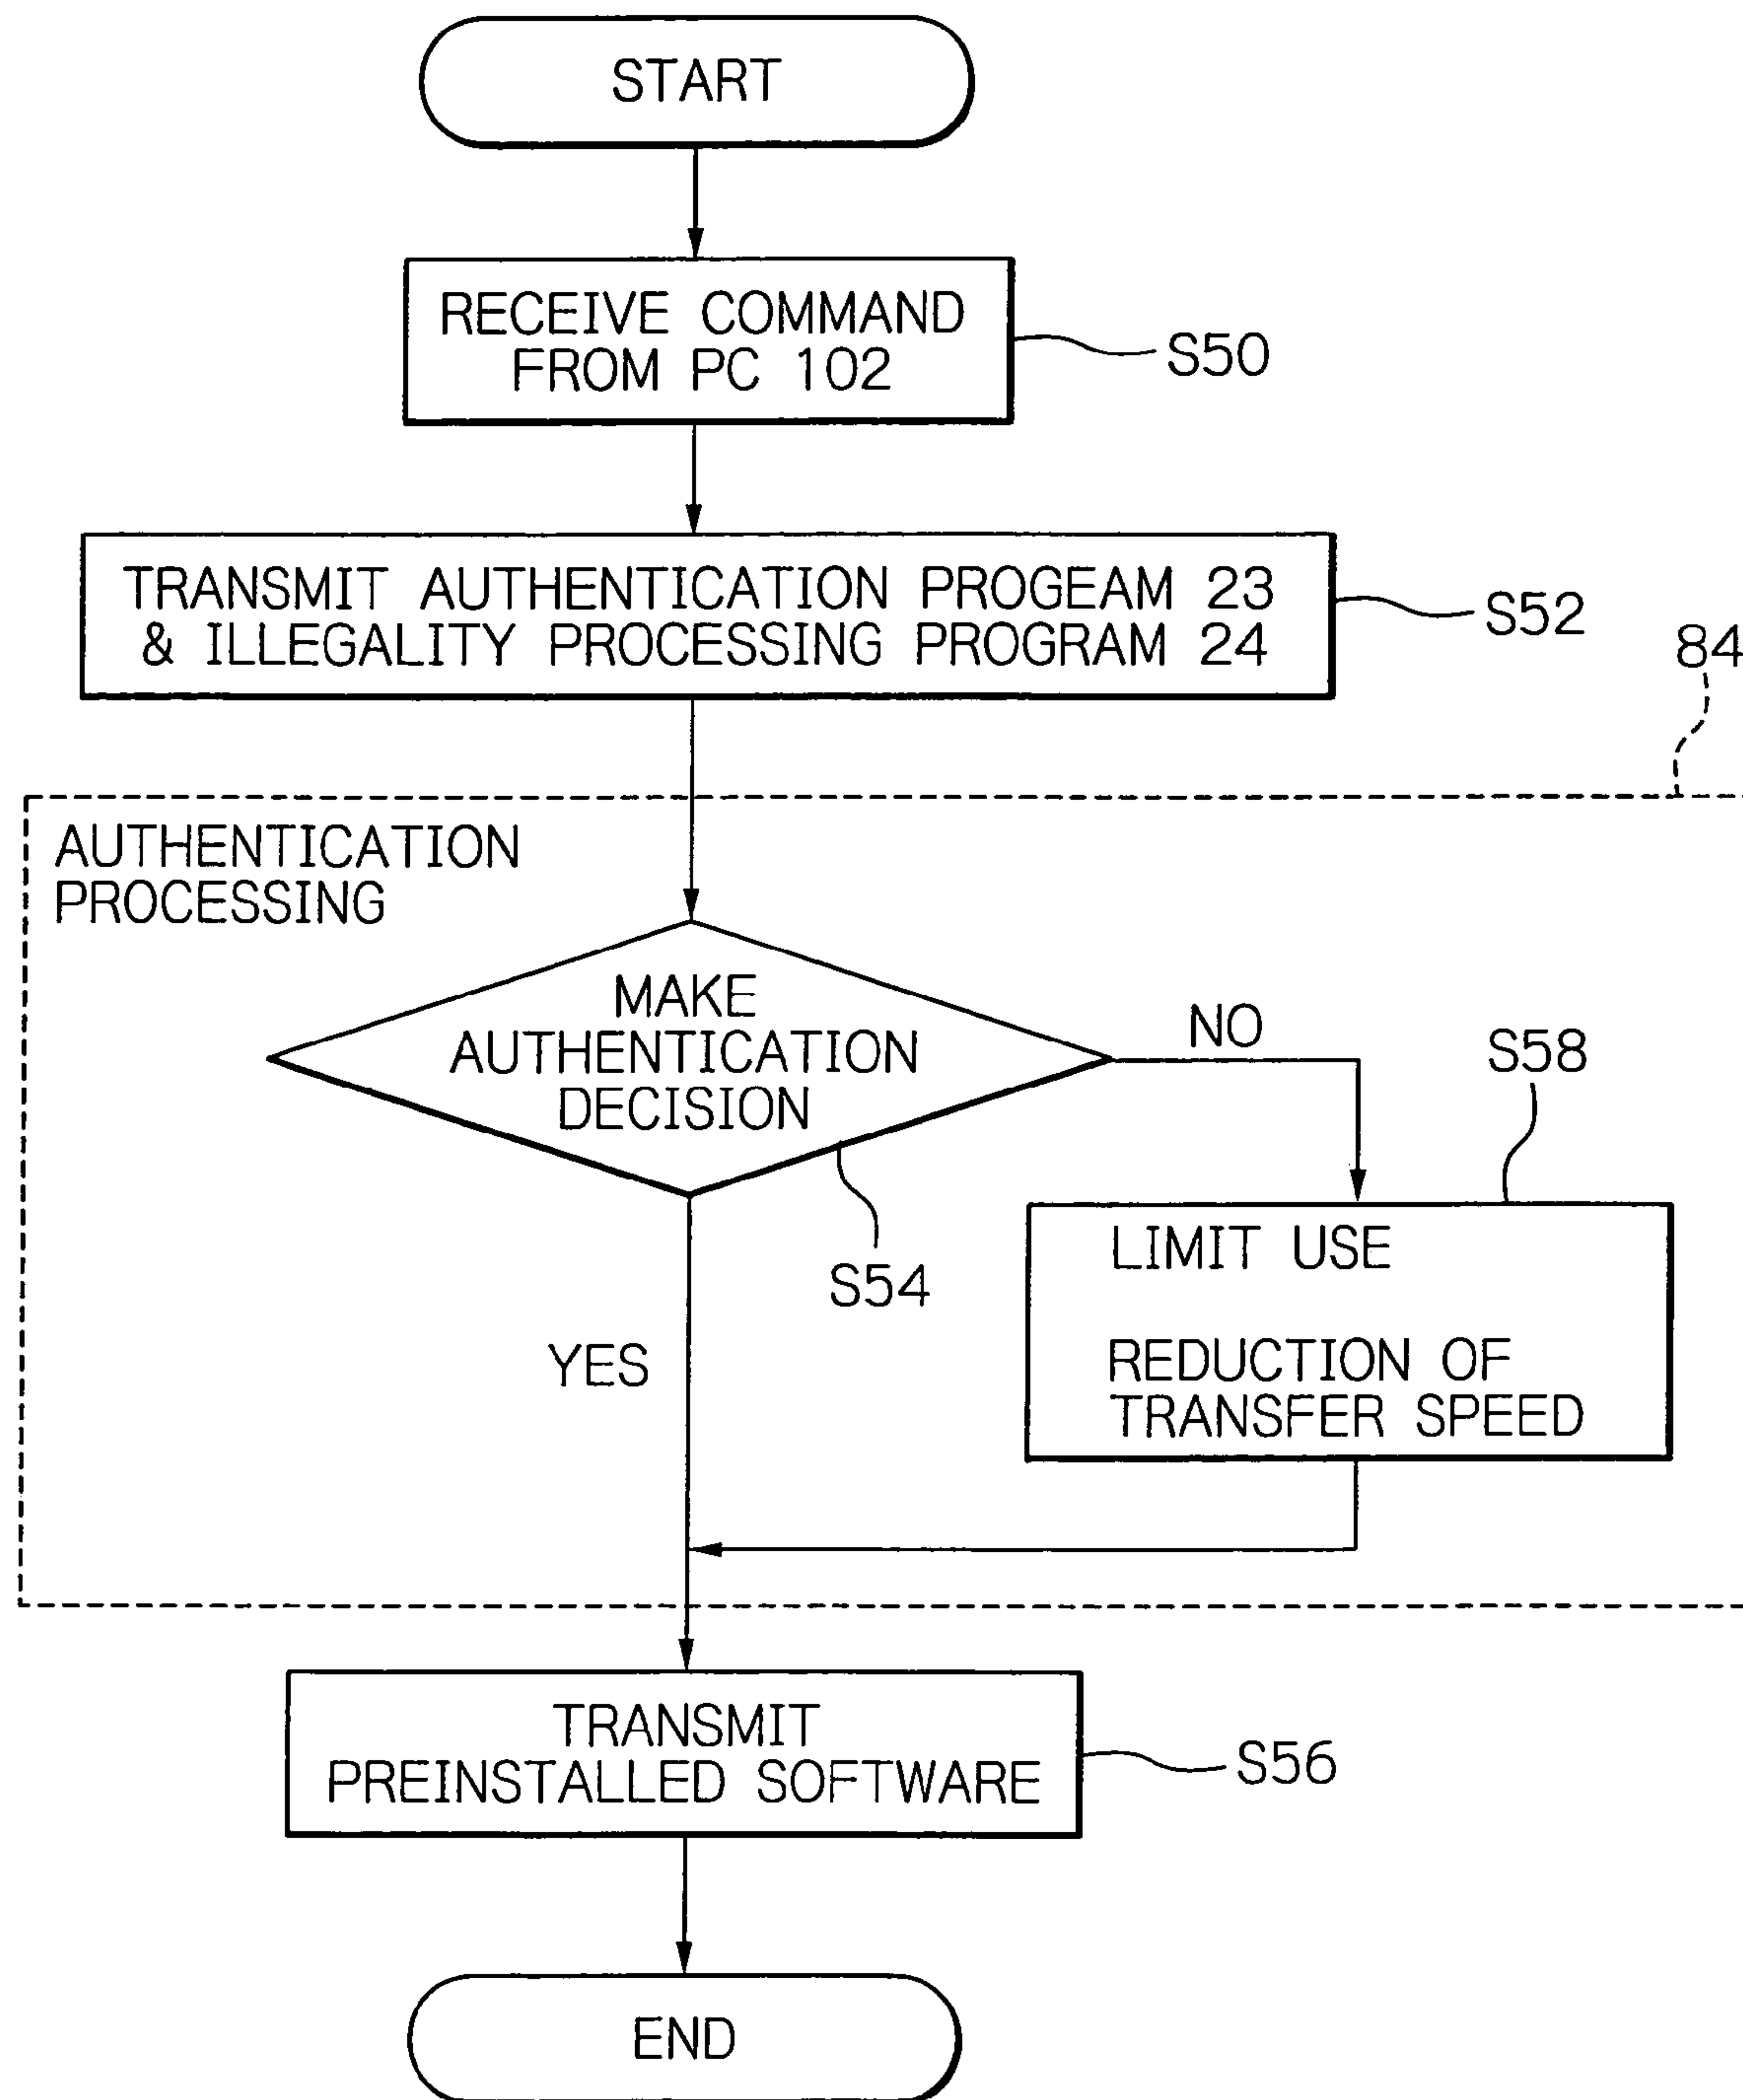 START
RECEIVE COMMAND
FROM PC 102
S50
TRANSMIT AUTHENTICATION PROGEAM 23
& ILLEGALITY PROCESSING PROGRAM 24
S52
84
AUTHENTICATION
PROCESSING
MAKE
AUTHENTICATION
DECISION
NO
S58
S54
LIMIT USE
REDUCTION OF
TRANSFER SPEED
YES
TRANSMIT
PREINSTALLED SOFTWARE
S56
END